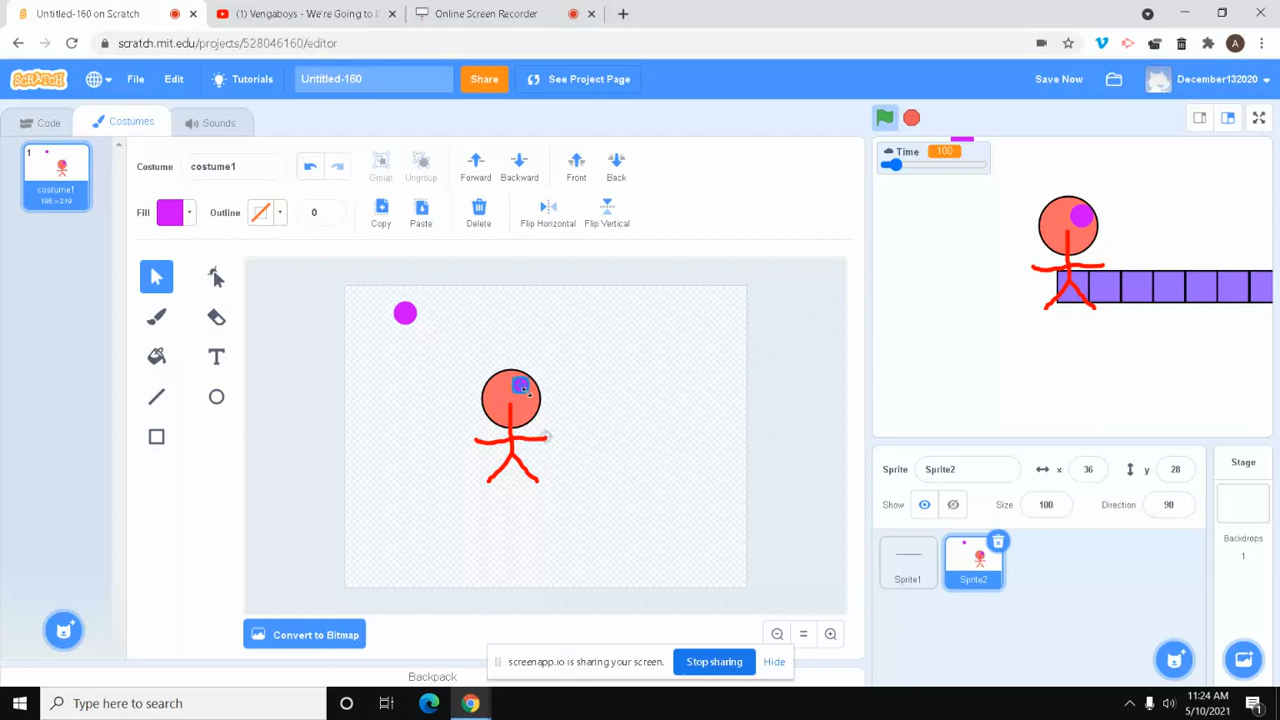 Untitled-160 on Scratch
(1) Vengaboys - We're Going to I
Online Screen Recorder
scratch.mit.edu/projects/528046160/editor
A
SCRATCH
File
Edit
Tutorials
Untitled-160
Share
See Project Page
Save Now
December132020
Code
Costumes
Sounds
1
costume1
186 x 219
Costume
costume1
Group
Ungroup
Forward
Backward
Front
Back
Fill
Outline
0
Copy
Paste
Delete
Flip Horizontal
Flip Vertical
Time
100
Convert to Bitmap
Backpack
Sprite
Sprite2
x
36
y
28
Show
Size
100
Direction
90
Sprite1
Sprite2
Stage
Backdrops
1
screenapp.io is sharing your screen.
Stop sharing
Hide
Type here to search
11:24 AM
5/10/2021
1